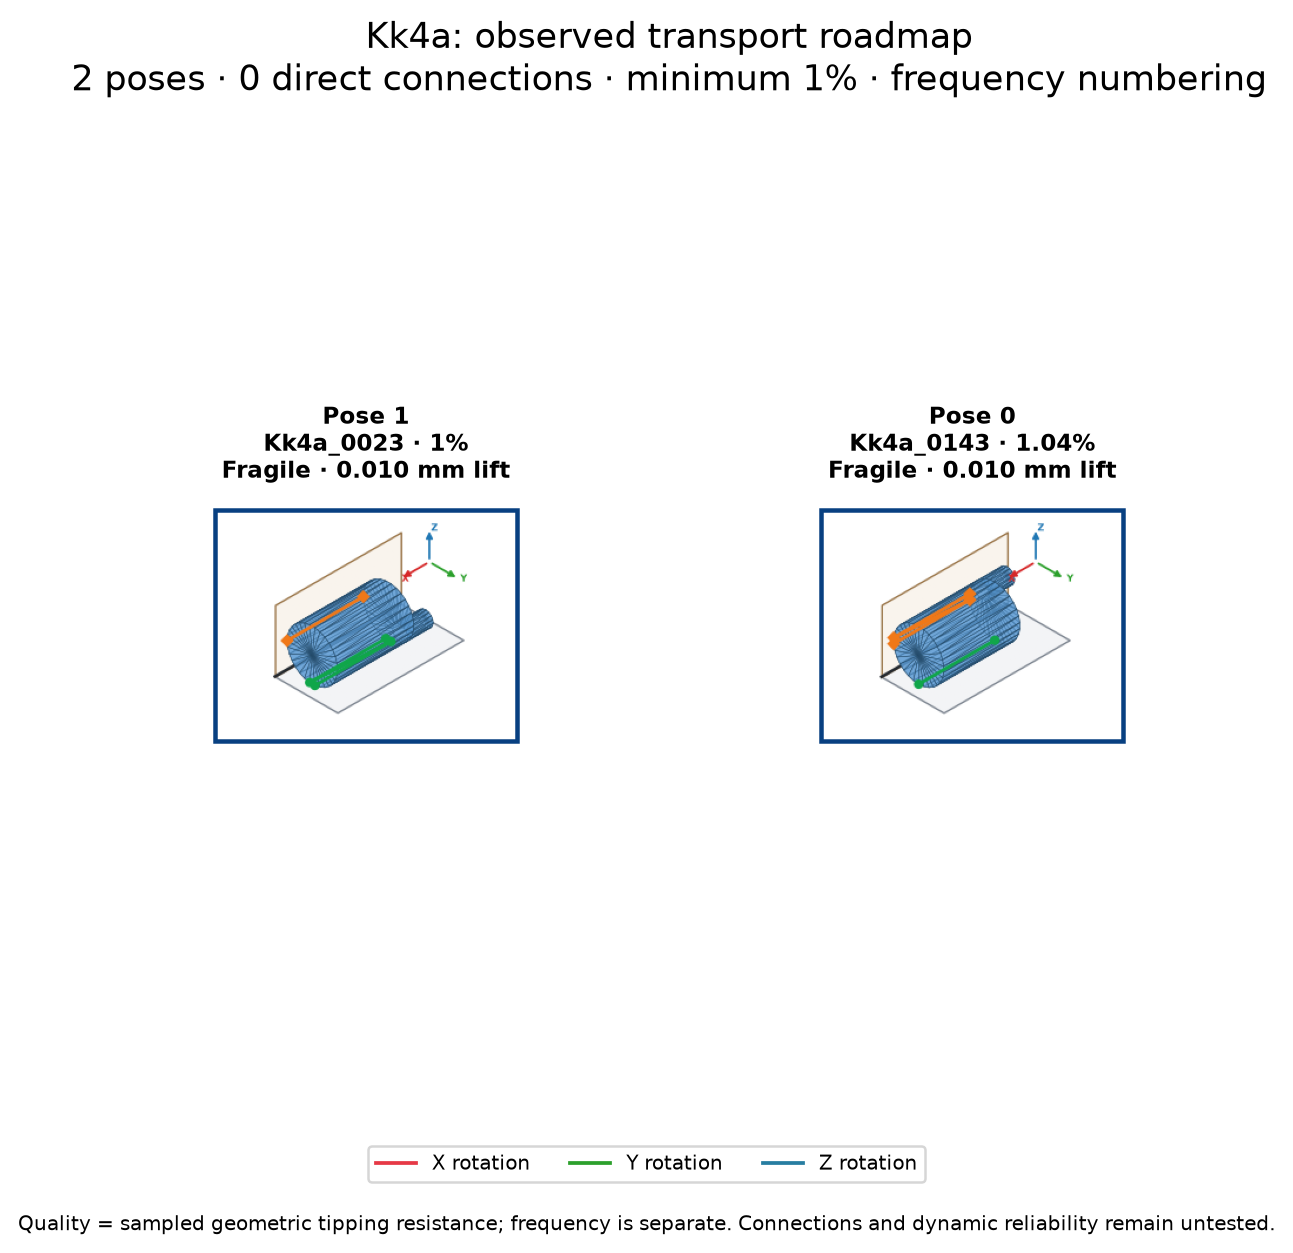 Kk4a: observed transport roadmap
2 poses · 0 direct connections · minimum 1% · frequency numbering
Pose 1
Kk4a_0023 · 1%
Fragile · 0.010 mm lift
Pose 0
Kk4a_0143 · 1.04%
Fragile · 0.010 mm lift
Z
X
Y
Z
X
Y
X rotation
Y rotation
Z rotation
Quality = sampled geometric tipping resistance; frequency is separate. Connections and dynamic reliability remain untested.